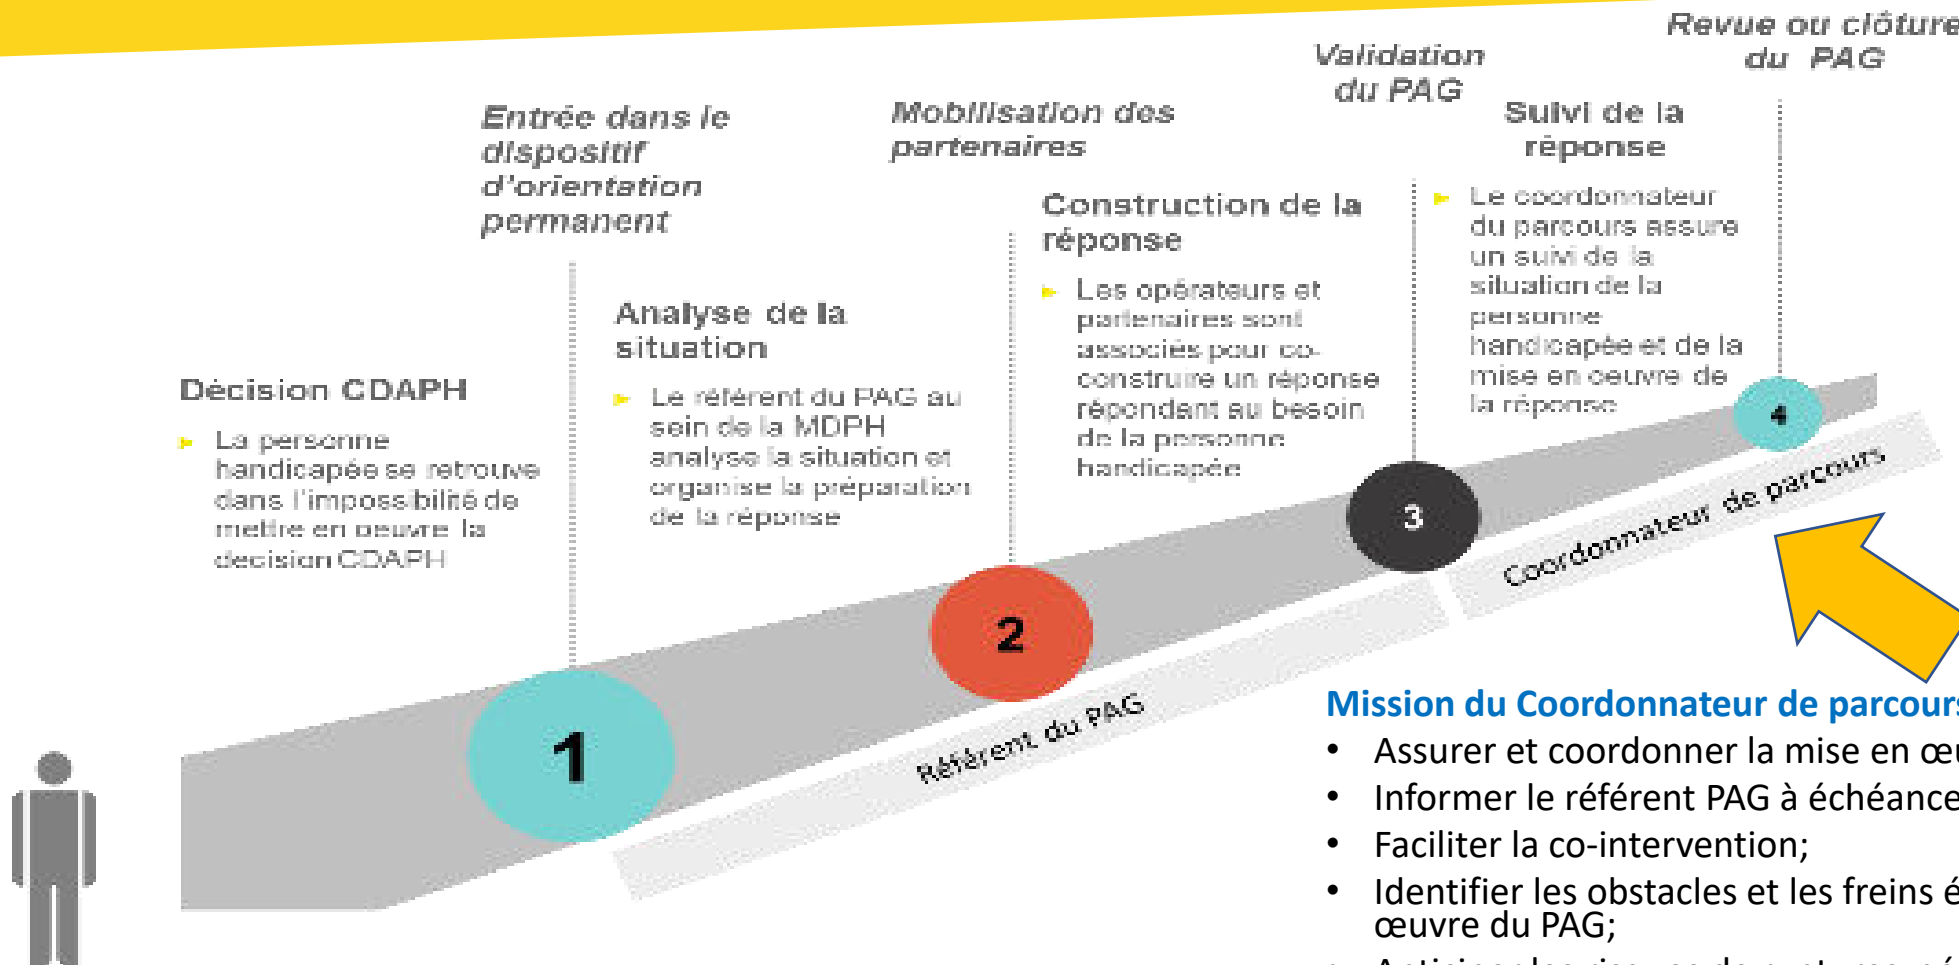 Décision CDAPH
La personne
handicapée se retrouve
dans l'impossibilité de
mettre en oeuvre la
decision CDAPH
Entrée dans le
dispositif
d'orientation
permanent
Analyse de la
situation
Le référent du PAG au
sein de la MDPH
analyse la situation et
organise la préparation
de la réponse
Mobilisation des
partenaires
Construction de la
réponse
Les opérateurs et
partenaires sont
associés pour co-
construire un réponse
répondant au besoin
de la personne
handicapée
Validation
du PAG
Suivi de la
réponse
Le coordonnateur
du parcours assure
un suivi de la
situation de la
personne
handicapée et de la
mise en oeuvre de
la réponse
Revue ou clôture
du PAG
1
2
3
4
Référent du PAG
Coordonnateur de parcours
Mission du Coordonnateur de parcours
• Assurer et coordonner la mise en œu
• Informer le référent PAG à échéance
• Faciliter la co-intervention;
• Identifier les obstacles et les freins é
œuvre du PAG;